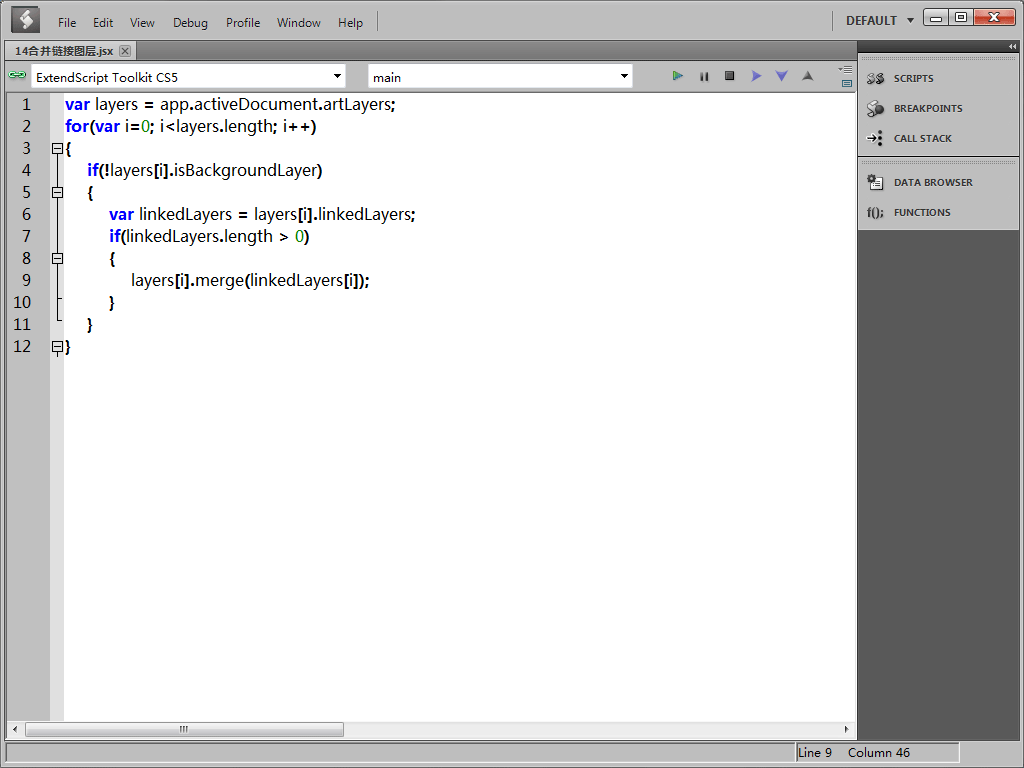 File Edit View Debug Profile Window Help DEFAULT
14合并链接图层.jsx
ExtendScript Toolkit CS5 main
1 var layers = app.activeDocument.artLayers;
2 for(var i=0; i<layers.length; i++)
3 {
4 if(!layers[i].isBackgroundLayer)
5 {
6 var linkedLayers = layers[i].linkedLayers;
7 if(linkedLayers.length > 0)
8 {
9 layers[i].merge(linkedLayers[i]);
10 }
11 }
12 }
SCRIPTS
BREAKPOINTS
CALL STACK
DATA BROWSER
f(); FUNCTIONS
Line 9 Column 46